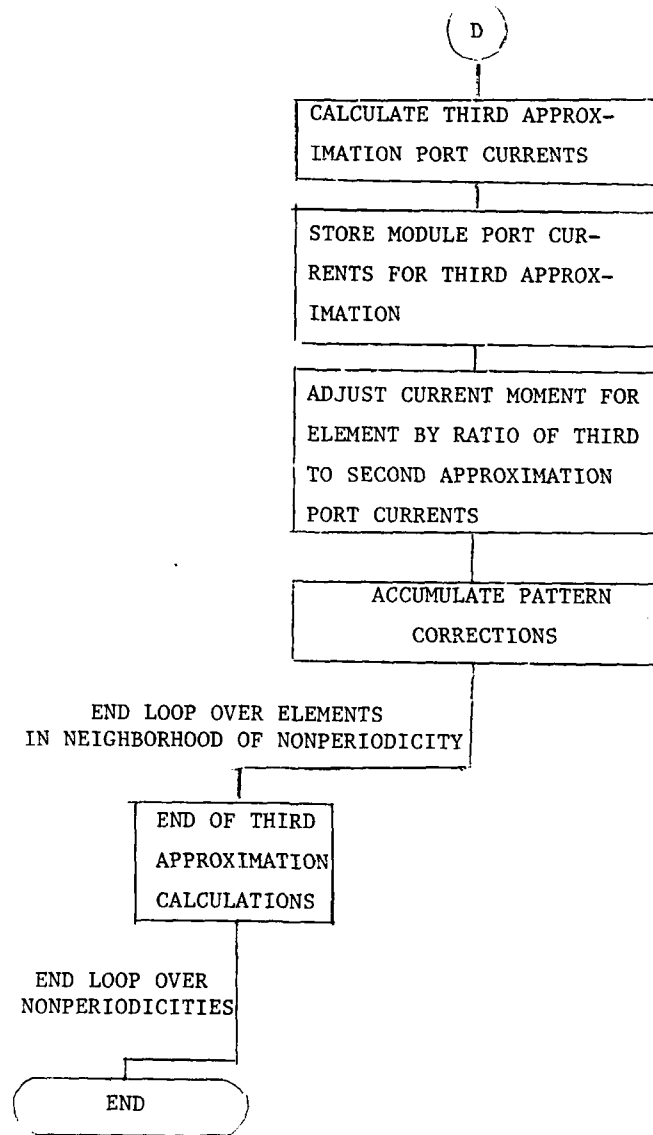 D
CALCULATE THIRD APPROX-
IMATION PORT CURRENTS
STORE MODULE PORT CUR-
RENTS FOR THIRD APPROX-
IMATION
ADJUST CURRENT MOMENT FOR
ELEMENT BY RATIO OF THIRD
TO SECOND APPROXIMATION
PORT CURRENTS
ACCUMULATE PATTERN
CORRECTIONS
END LOOP OVER ELEMENTS
IN NEIGHBORHOOD OF NONPERIODICITY
END OF THIRD
APPROXIMATION
CALCULATIONS
END LOOP OVER
NONPERIODICITIES
END